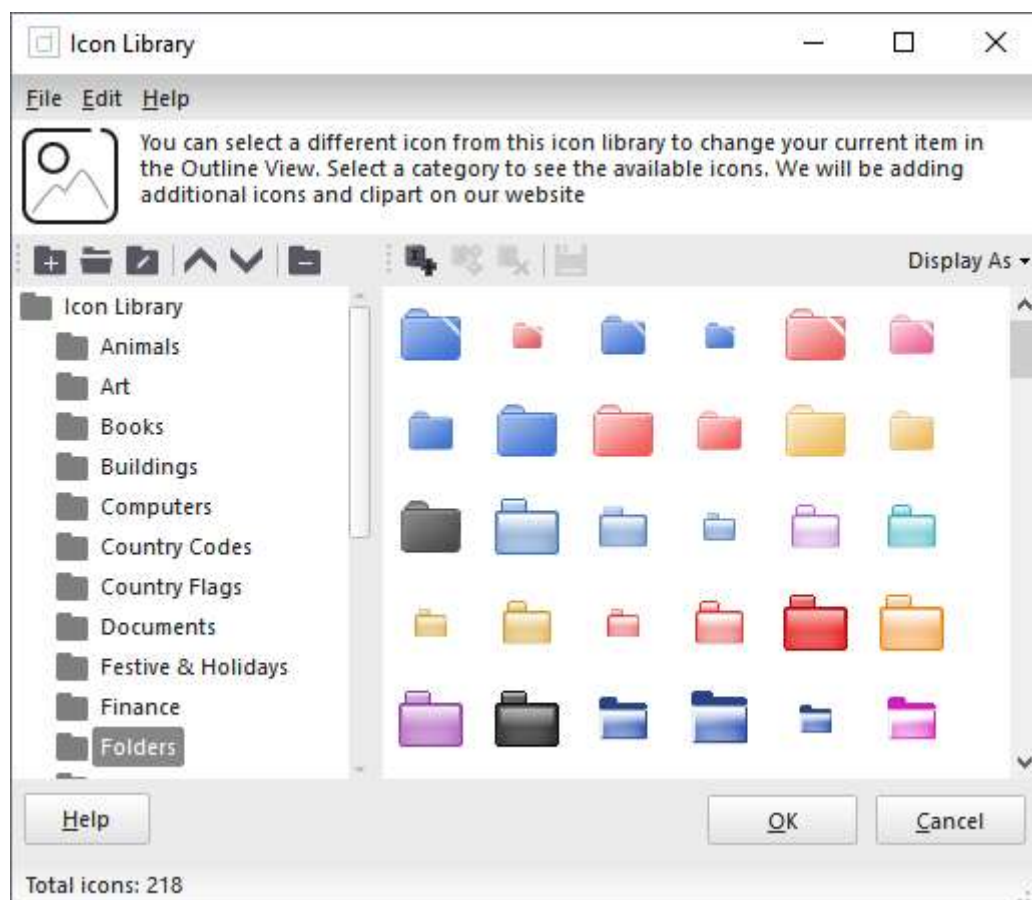 Icon Library
File Edit Help
You can select a different icon from this icon library to change your current item in
the Outline View. Select a category to see the available icons. We will be adding
additional icons and clipart on our website
Display As
Icon Library
Animals
Art
Books
Buildings
Computers
Country Codes
Country Flags
Documents
Festive & Holidays
Finance
Folders
Help OK Cancel
Total icons: 218